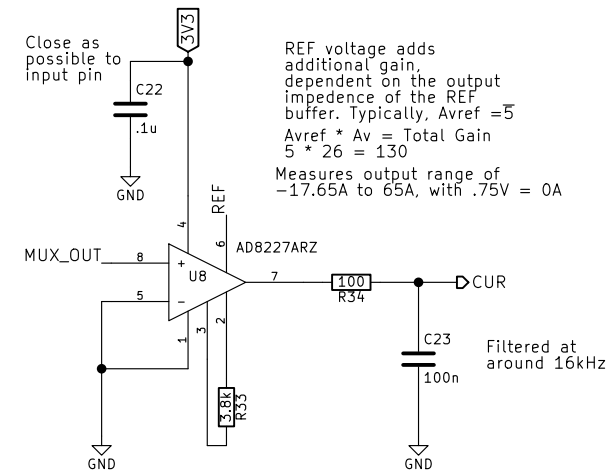 3V3
Close as
possible to
input pin
C22
.1u
GND
REF voltage adds
additional gain,
dependent on the output
impedence of the REF
buffer. Typically, Avref =5
Avref * Av = Total Gain
5 * 26 = 130
Measures output range of
-17.65A to 65A, with .75V = 0A
REF
4
6
AD8227ARZ
MUX_OUT
8
+
U8
7
5
-
1
3
2
100
R34
CUR
3.8k
R33
C23
100n
Filtered at
around 16kHz
GND
GND